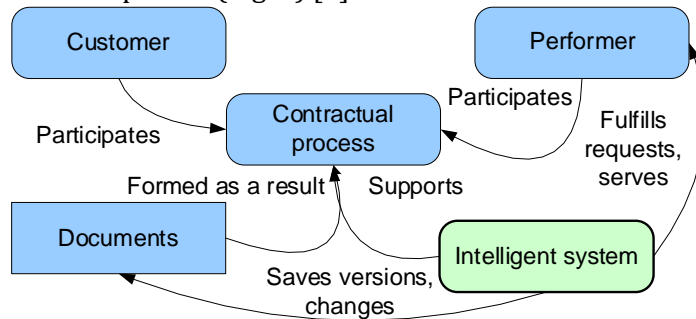 Customer
Performer
Contractual
process
Participates
Participates
Fulfills
requests,
serves
Formed as a result
Supports
Documents
Intelligent system
Saves versions,
changes